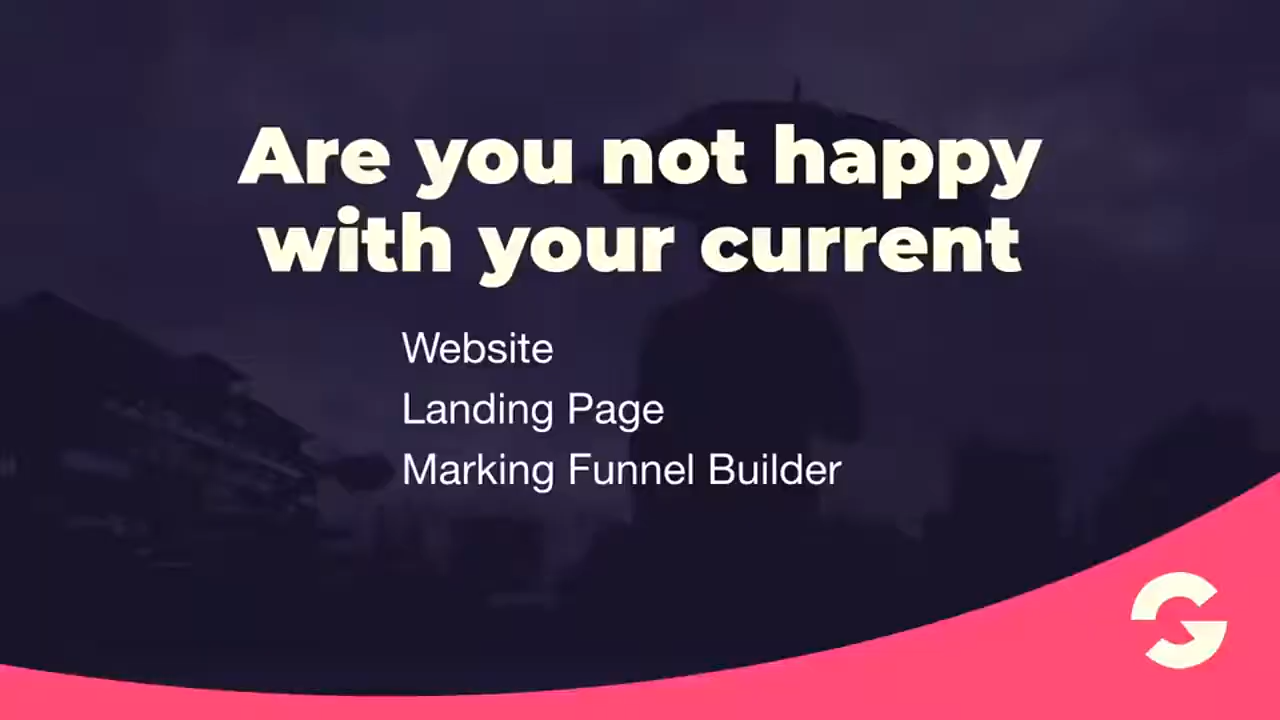 Are you not happy
with your current
Website
Landing Page
Marking Funnel Builder